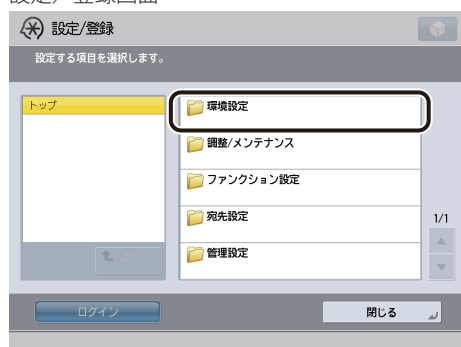 設定/登録画面
設定/登録
設定する項目を選択します。
トップ
環境設定
調整/メンテナンス
ファンクション設定
宛先設定
1/1
管理設定
上へ
ログイン
閉じる